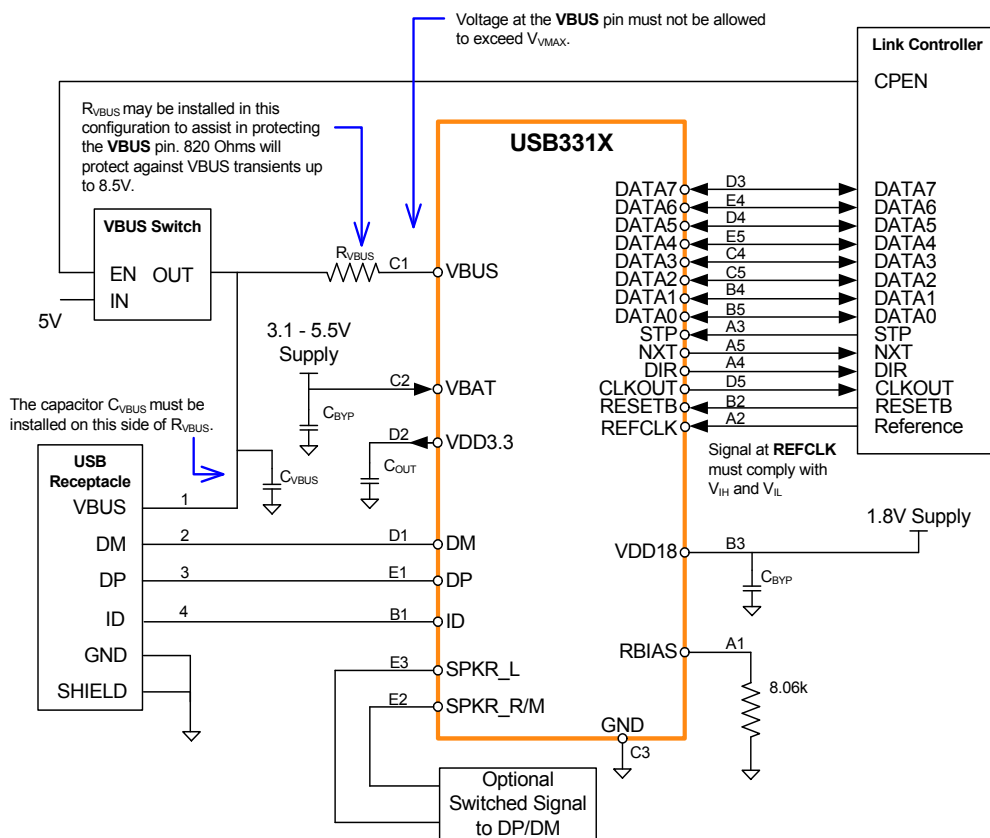 Voltage at the VBUS pin must not be allowed
to exceed VVMAX.
Link Controller
CPEN
RVBUS may be installed in this
configuration to assist in protecting
the VBUS pin. 820 Ohms will
protect against VBUS transients up
to 8.5V.
USB331X
VBUS Switch
EN OUT
IN
5V
RVBUS
C1
VBUS
DATA7 D3 DATA7
DATA6 E4 DATA6
DATA5 D4 DATA5
DATA4 E5 DATA4
DATA3 C4 DATA3
DATA2 C5 DATA2
DATA1 B4 DATA1
DATA0 B5 DATA0
STP A3 STP
NXT A5 NXT
DIR A4 DIR
CLKOUT D5 CLKOUT
RESETB B2 RESETB
REFCLK A2 Reference
3.1 - 5.5V
Supply
C2 VBAT
CBYP
D2 VDD3.3
COUT
The capacitor CVBUS must be
installed on this side of RVBUS.
CVBUS
Signal at REFCLK
must comply with
VIH and VIL
USB
Receptacle
VBUS 1
DM 2 D1 DM
DP 3 E1 DP
ID 4 B1 ID
GND
SHIELD
1.8V Supply
VDD18 B3
CBYP
RBIAS A1
8.06k
E3 SPKR_L
E2 SPKR_R/M
GND
C3
Optional
Switched Signal
to DP/DM